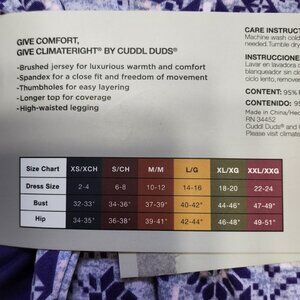 GIVE COMFORT,
GIVE CLIMATERIGHT BY CUDDL DUDS®
-Brushed jersey for luxurious warmth and comfort
-Spandex for a close fit and freedom of movement
-Thumbholes for easy layering
-Longer top for coverage
-High-waisted legging
Size Chart XS/XCH S/CH M/M L/G XL/XG XXL/XXG
Dress Size 2-4 6-8 10-12 14-16 18-20 22-24
Bust 32-33" 34-36" 37-39" 40-42" 44-46" 47-49"
Hip 34-35" 36-38" 39-41" 42-44" 46-48" 49-51"
CARE INSTRUCT
Machine wash cold
needed. Tumble dry
INSTRUCCIONE
Lavar en lavadora
blanqueador sin
ciclo lento, remover
CONTENT: 95%
CONTENIDO: 9
Made in China/Hec
RN 34452
Cuddl Duds® and
Please visit climate